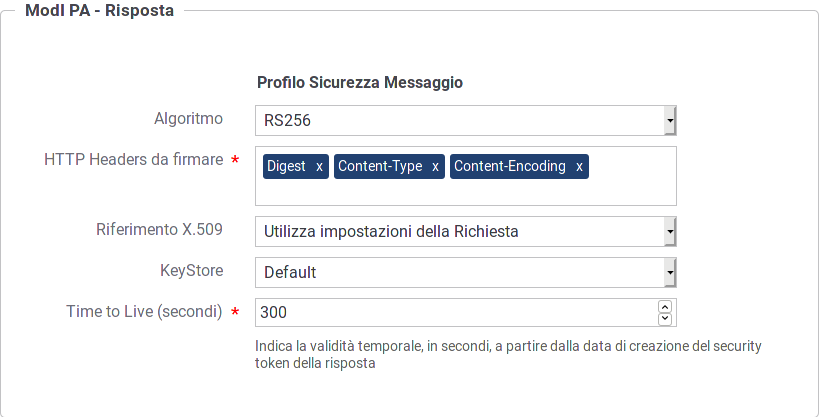 ModI PA - Risposta
Profilo Sicurezza Messaggio
Algoritmo RS256
HTTP Headers da firmare * Digest x Content-Type x Content-Encoding x
Riferimento X.509 Utilizza impostazioni della Richiesta
KeyStore Default
Time to Live (secondi) * 300
Indica la validità temporale, in secondi, a partire dalla data di creazione del security
token della risposta